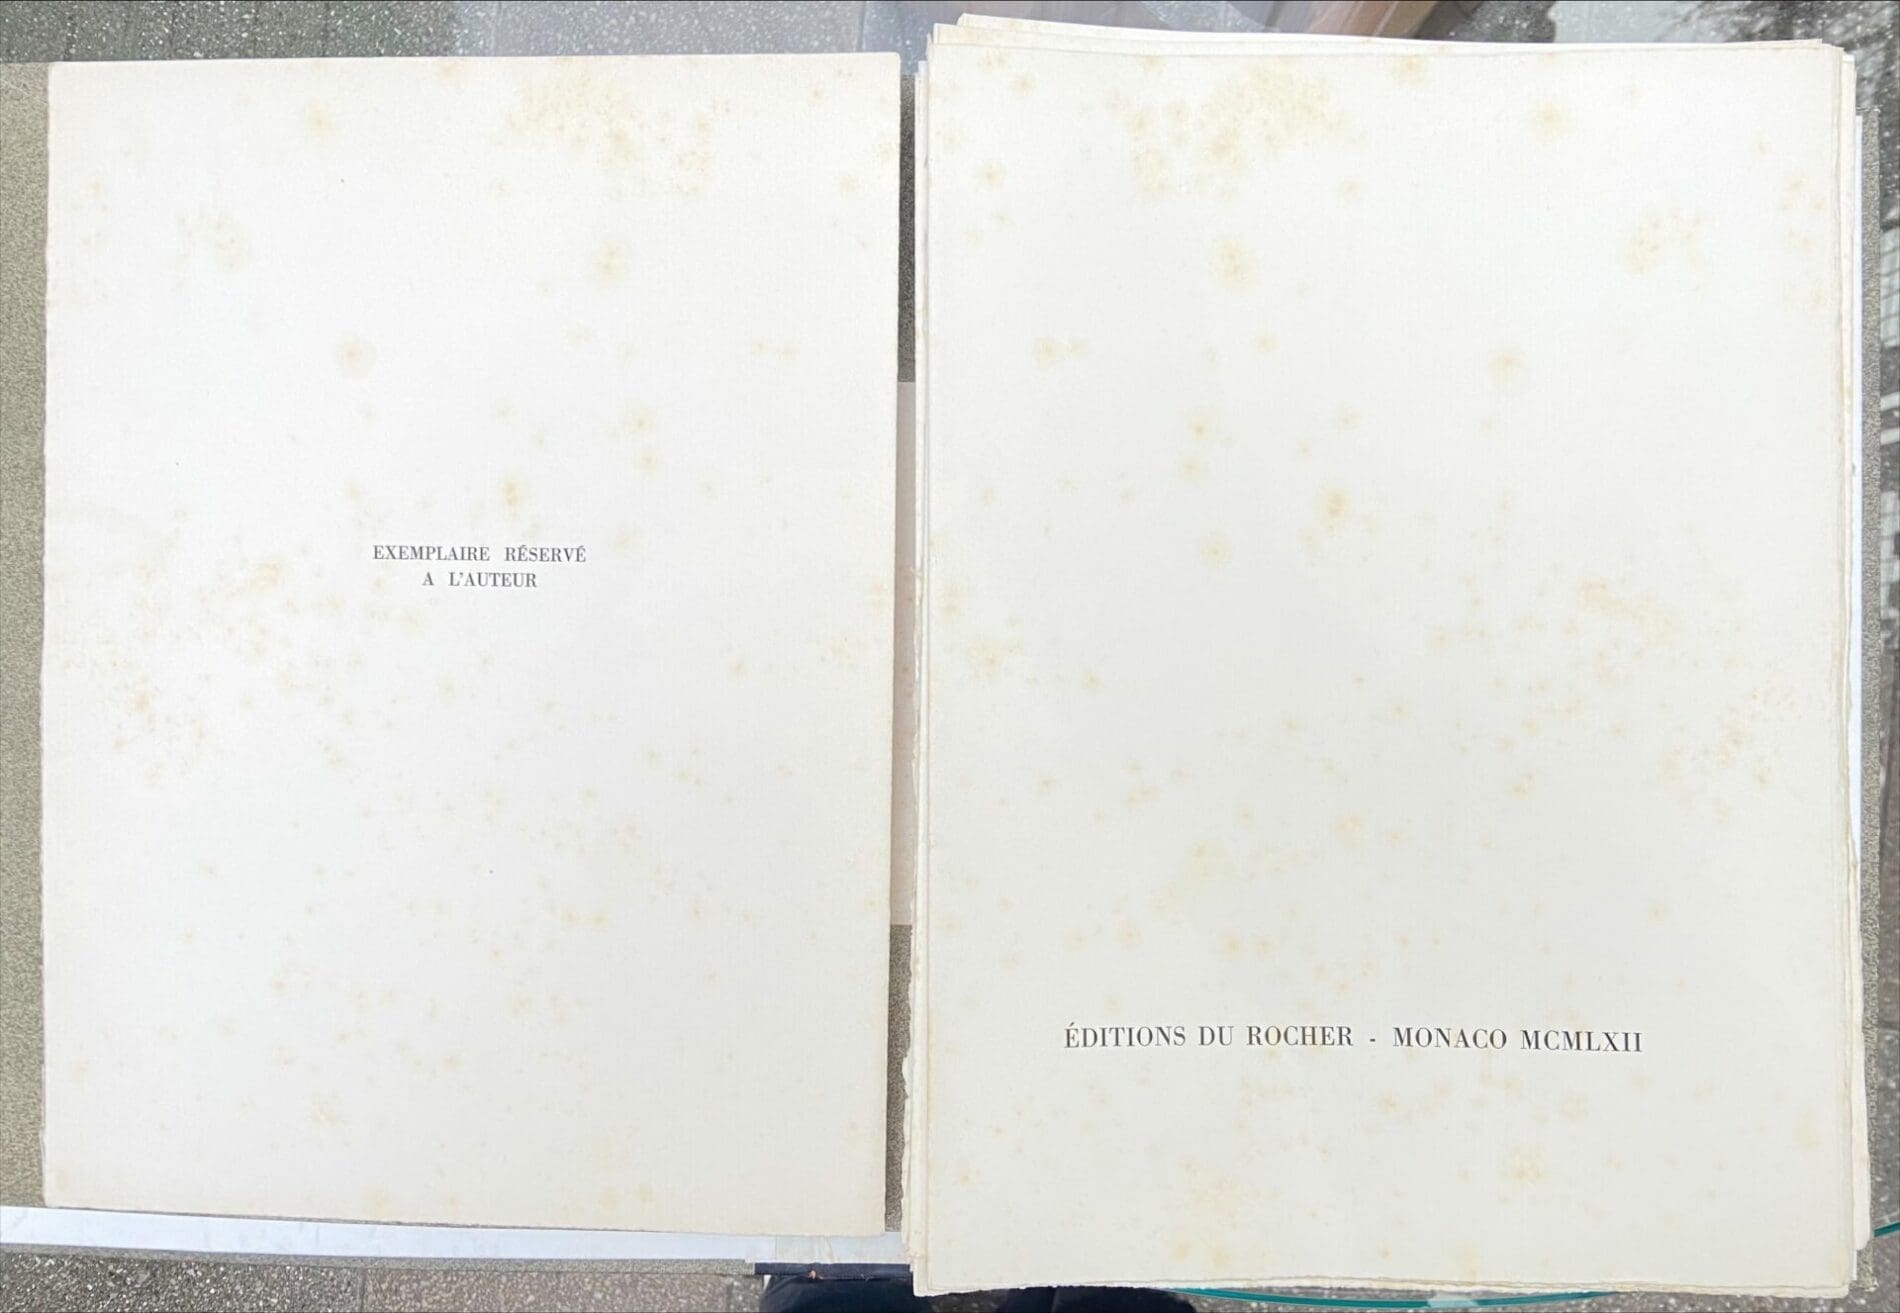 EXEMPLAIRE RÉSERVÉ
A L'AUTEUR
ÉDITIONS DU ROCHER - MONACO MCMLXII